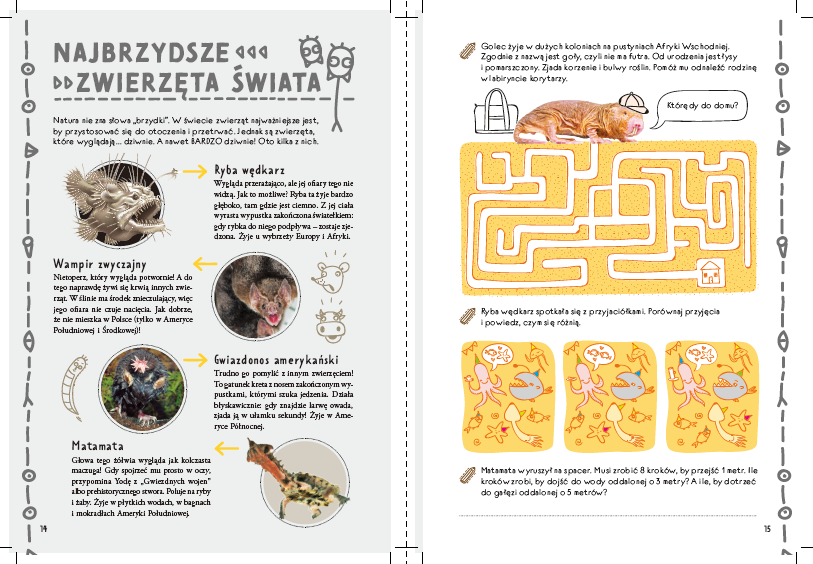 NAJBRZYDSZE
ZWIERZĘTA ŚWIATA
Natura nie zna słowa „brzydki”. W świecie zwierząt najważniejsze jest,
by przystosować się do otoczenia i przetrwać. Jednak są zwierzęta,
które wyglądają... dziwnie. A nawet BARDZO dziwnie! Oto kilka z nich.
Ryba wędkarz
Wygląda przerażająco, ale jej ofiary tego nie
widzą. Jak to możliwe? Ryba ta żyje bardzo
głęboko, tam gdzie jest ciemno. Z jej ciała
wyrasta wypustka zakończona światełkiem:
gdy rybka do niego podpływa – zostaje zje-
dzona. Żyje u wybrzeży Europy i Afryki.
Wampir zwyczajny
Nietoperz, który wygląda potwornie! A do
tego naprawdę żywi się krwią innych zwie-
rząt. W ślinie ma środek znieczulający, więc
jego ofiara nie czuje nacięcia. Jak dobrze,
że nie mieszka w Polsce (tylko w Ameryce
Południowej i Środkowej)!
Gwiazdonos amerykański
Trudno go pomylić z innym zwierzęciem!
To gatunek kreta z nosem zakończonym wy-
pustkami, którymi szuka jedzenia. Działa
błyskawicznie: gdy znajdzie larwę owada,
zjada ją w ułamku sekundy! Żyje w Ame-
ryce Północnej.
Matamata
Głowa tego żółwia wygląda jak kolczasta
maczuga! Gdy spojrzeć mu prosto w oczy,
przypomina Yodę z „Gwiezdnych wojen”
albo prehistorycznego stwora. Poluje na ryby
i żaby. Żyje w płytkich wodach, w bagnach
i mokradłach Ameryki Południowej.
14
Golec żyje w dużych koloniach na pustyniach Afryki Wschodniej.
Zgodnie z nazwą jest goły, czyli nie ma futra. Od urodzenia jest łysy
i pomarszczony. Zjada korzenie i bulwy roślin. Pomóż mu odnaleźć rodzinę
w labiryncie korytarzy.
Którędy do domu?
Ryba wędkarz spotkała się z przyjaciółkami. Porównaj przyjęcia
i powiedz, czym się różnią.
Matamata wyruszył na spacer. Musi zrobić 8 kroków, by przejść 1 metr. Ile
kroków zrobi, by dojść do wody oddalonej o 3 metry? A ile, by dotrzeć
do gałęzi oddalonej o 5 metrów?
15